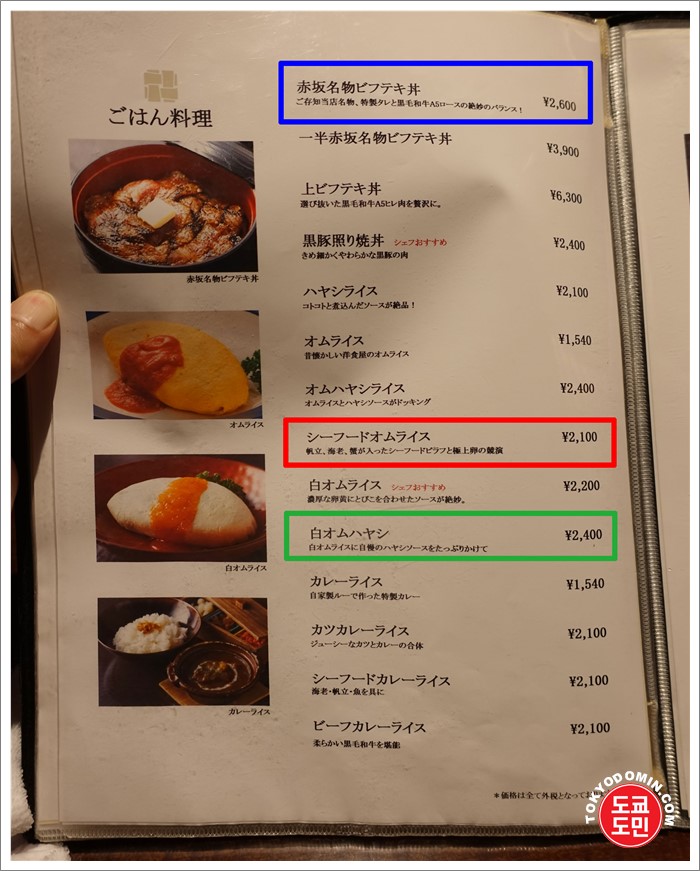 ごはん料理
赤坂名物ビフテキ丼
ご存知当店名物、特製タレと黒毛和牛A5ロースの絶妙のバランス！
¥2,600
一半赤坂名物ビフテキ丼
¥3,900
上ビフテキ丼
選び抜いた黒毛和牛A5ヒレ肉を贅沢に。
¥6,300
黒豚照り焼丼 シェフおすすめ
きめ細かくやわらかな黒豚の肉
¥2,400
ハヤシライス
コトコトと煮込んだソースが絶品！
¥2,100
オムライス
昔懐かしい洋食屋のオムライス
¥1,540
オムハヤシライス
オムライスとハヤシソースがドッキング
¥2,400
シーフードオムライス
帆立、海老、蟹が入ったシーフードピラフと極上卵の競演
¥2,100
白オムライス シェフおすすめ
濃厚な卵黄にとびこを合わせたソースが絶妙。
¥2,200
白オムハヤシ
白オムライスに自慢のハヤシソースをたっぷりかけて
¥2,400
カレーライス
自家製ルーで作った特製カレー
¥1,540
カツカレーライス
ジューシーなカツとカレーの合体
¥2,100
シーフードカレーライス
海老・帆立・魚を具に
¥2,100
ビーフカレーライス
柔らかい黒毛和牛を堪能
¥2,100
赤坂名物ビフテキ丼
オムライス
白オムライス
カレーライス
＊価格は全て外税となってお
TOKYODOMIN.COM
도쿄
도민